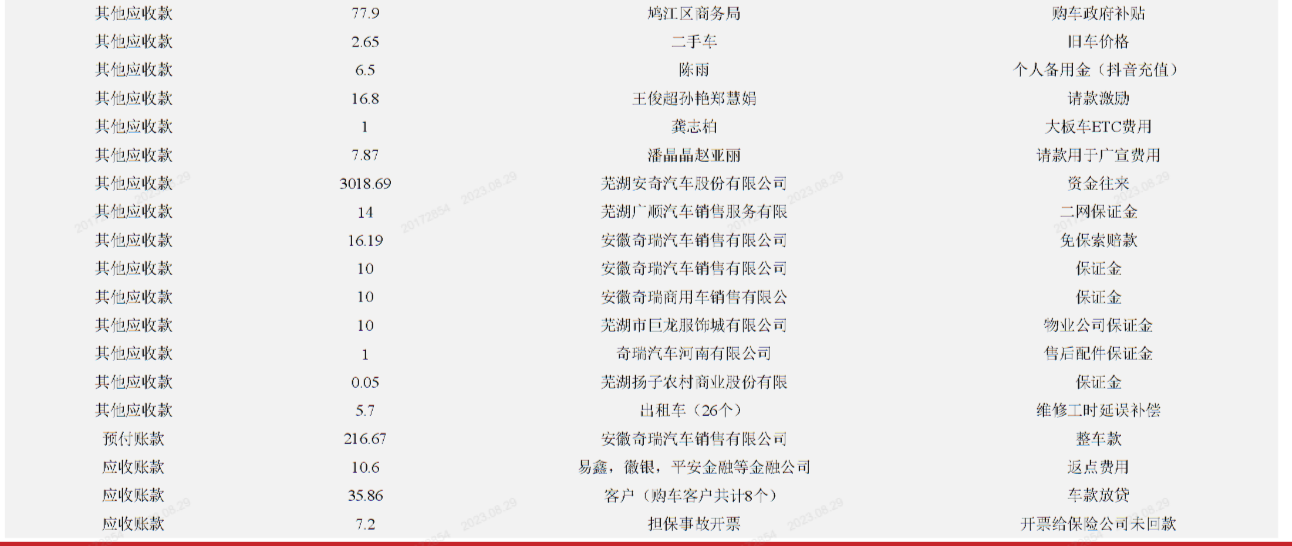 其他应收款 77.9 鸠江区商务局 购车政府补贴
其他应收款 2.65 二手车 旧车价格
其他应收款 6.5 陈雨 个人备用金（抖音充值）
其他应收款 16.8 王俊超孙艳郑慧娟 请款激励
其他应收款 1 龚志柏 大板车ETC费用
其他应收款 7.87 潘晶晶赵亚丽 请款用于广宣费用
其他应收款 3018.69 芜湖安奇汽车股份有限公司 资金往来
其他应收款 14 芜湖广顺汽车销售服务有限 二网保证金
其他应收款 16.19 安徽奇瑞汽车销售有限公司 免保索赔款
其他应收款 10 安徽奇瑞汽车销售有限公司 保证金
其他应收款 10 安徽奇瑞商用车销售有限公 保证金
其他应收款 10 芜湖市巨龙服饰城有限公司 物业公司保证金
其他应收款 1 奇瑞汽车河南有限公司 售后配件保证金
其他应收款 0.05 芜湖扬子农村商业股份有限 保证金
其他应收款 5.7 出租车（26个） 维修工时延误补偿
预付账款 216.67 安徽奇瑞汽车销售有限公司 整车款
应收账款 10.6 易鑫，徽银，平安金融等金融公司 返点费用
应收账款 35.86 客户（购车客户共计8个） 车款放贷
应收账款 7.2 担保事故开票 开票给保险公司未回款
20172854 2023.08.29